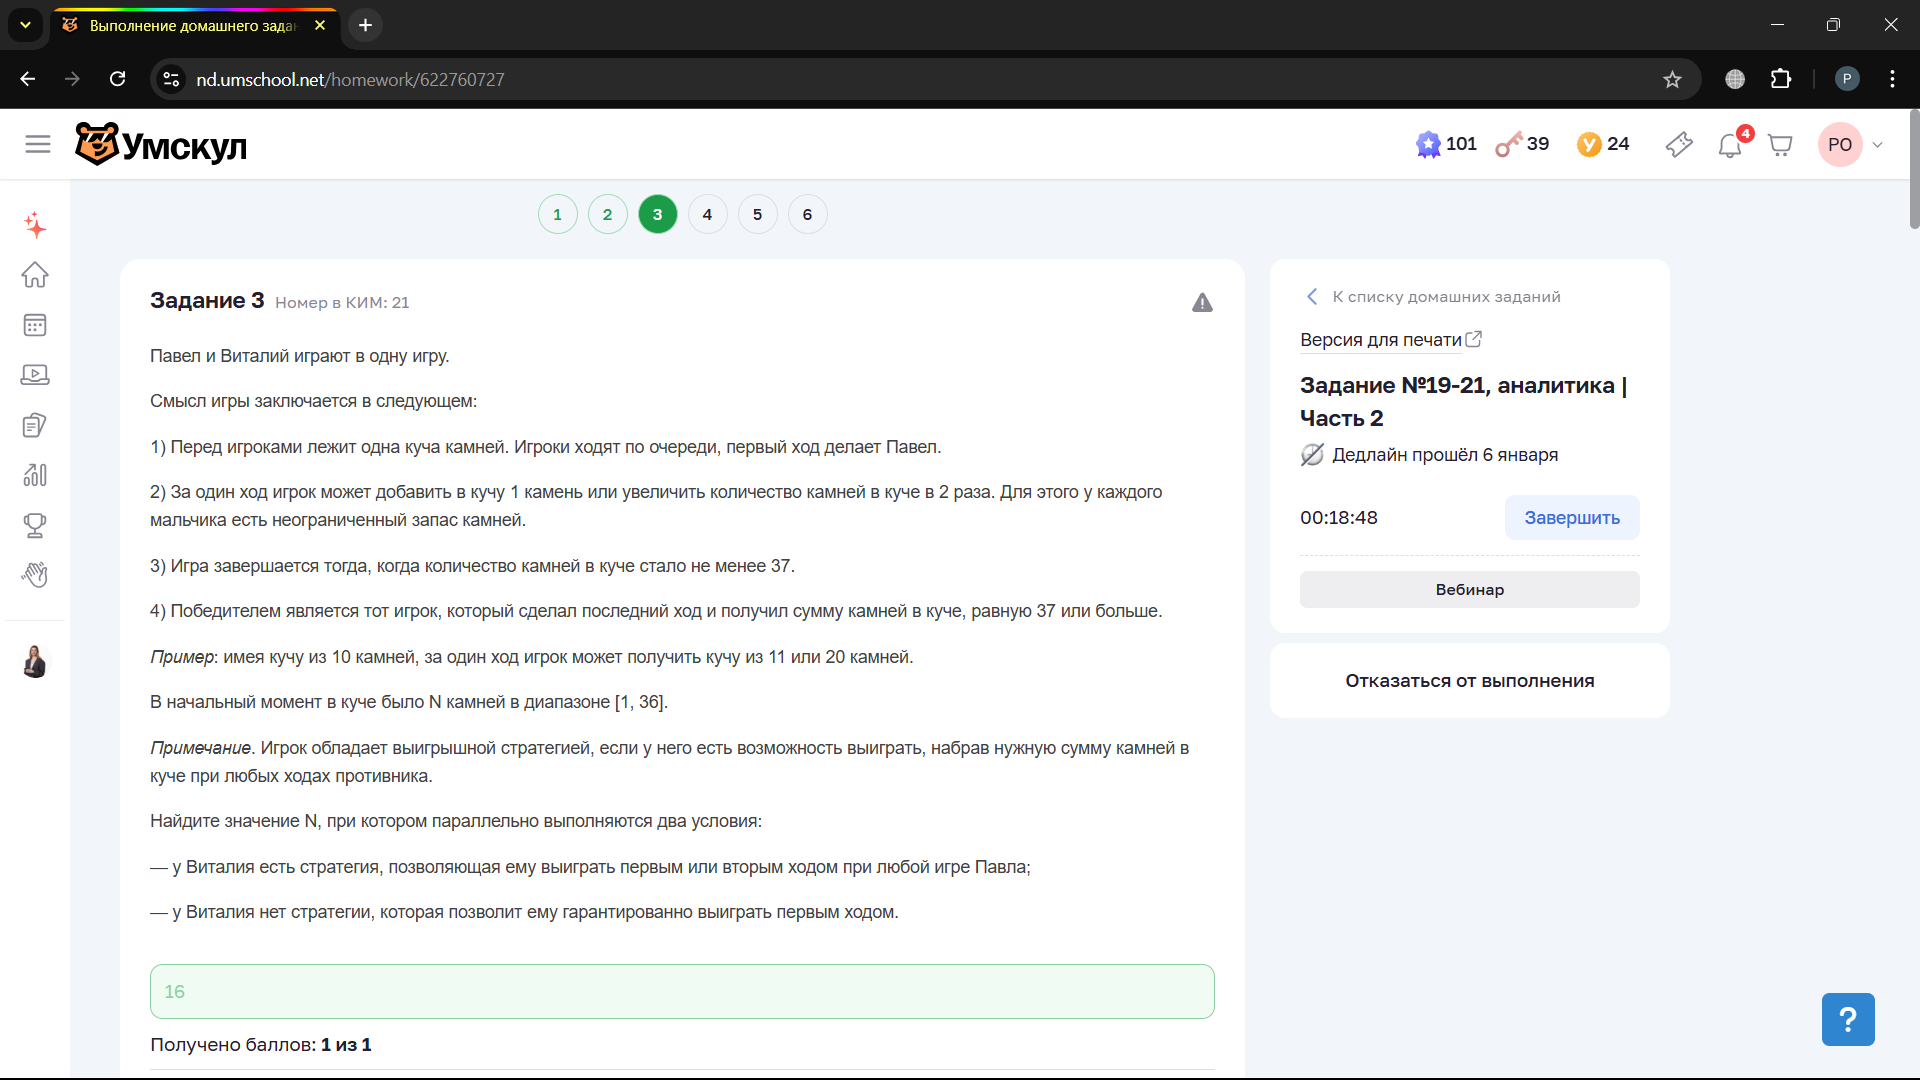 Выполнение домашнего зада
nd.umschool.net/homework/622760727
P
Умскул
101
39
24
4
PO
1
2
3
4
5
6
Задание 3 Номер в КИМ: 21
Павел и Виталий играют в одну игру.
Смысл игры заключается в следующем:
1) Перед игроками лежит одна куча камней. Игроки ходят по очереди, первый ход делает Павел.
2) За один ход игрок может добавить в кучу 1 камень или увеличить количество камней в куче в 2 раза. Для этого у каждого
мальчика есть неограниченный запас камней.
3) Игра завершается тогда, когда количество камней в куче стало не менее 37.
4) Победителем является тот игрок, который сделал последний ход и получил сумму камней в куче, равную 37 или больше.
Пример: имея кучу из 10 камней, за один ход игрок может получить кучу из 11 или 20 камней.
В начальный момент в куче было N камней в диапазоне [1, 36].
Примечание. Игрок обладает выигрышной стратегией, если у него есть возможность выиграть, набрав нужную сумму камней в
куче при любых ходах противника.
Найдите значение N, при котором параллельно выполняются два условия:
— у Виталия есть стратегия, позволяющая ему выиграть первым или вторым ходом при любой игре Павла;
— у Виталия нет стратегии, которая позволит ему гарантированно выиграть первым ходом.
16
Получено баллов: 1 из 1
К списку домашних заданий
Версия для печати
Задание №19-21, аналитика |
Часть 2
Дедлайн прошёл 6 января
00:18:48
Завершить
Вебинар
Отказаться от выполнения
?